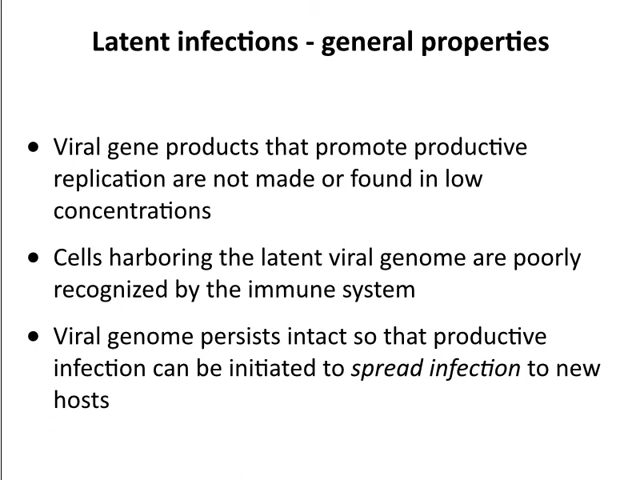 Latent infections - general properties
● Viral gene products that promote productive
replication are not made or found in low
concentrations
● Cells harboring the latent viral genome are poorly
recognized by the immune system
● Viral genome persists intact so that productive
infection can be initiated to spread infection to new
hosts